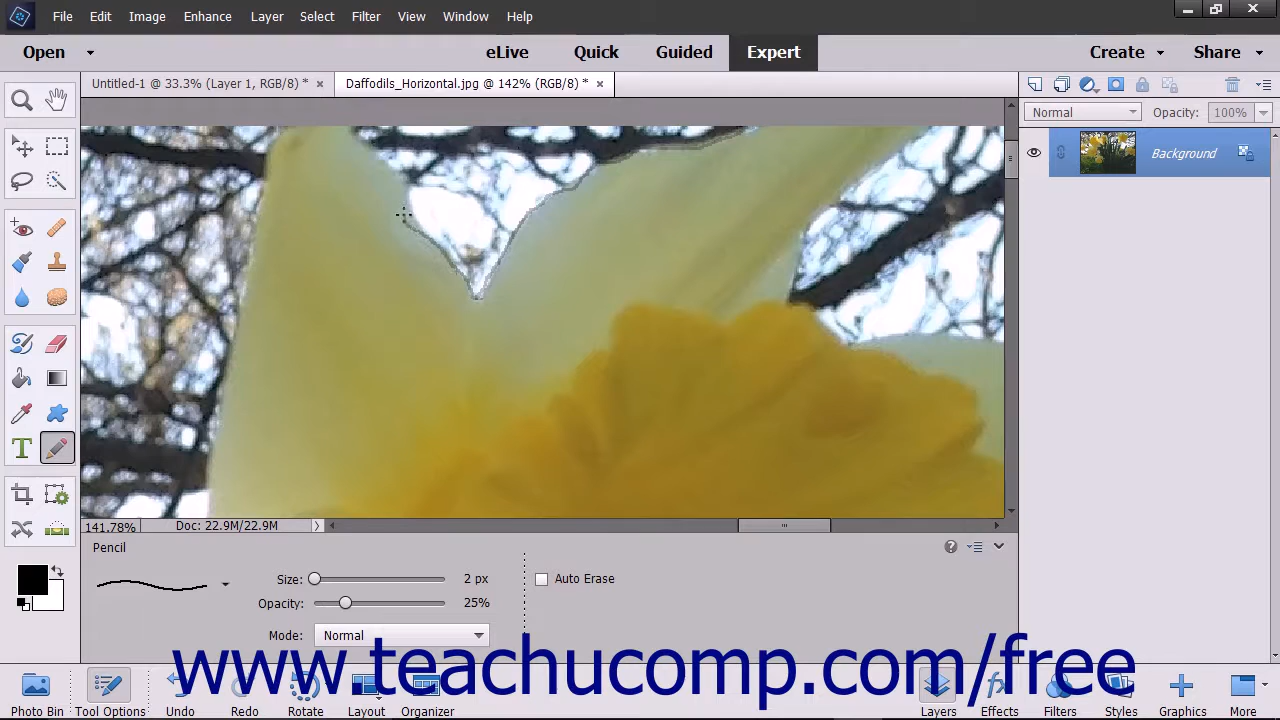 File Edit Image Enhance Layer Select Filter View Window Help
Open eLive Quick Guided Expert Create Share
Untitled-1 @ 33.3% (Layer 1, RGB/8) * × Daffodils_Horizontal.jpg @ 142% (RGB/8) * ×
Normal Opacity: 100%
Background
141.78% Doc: 22.9M/22.9M
Pencil
Size: 2 px Auto Erase
Opacity: 25%
Mode: Normal
www.teachucomp.com/free
Photo Bin Tool Options Undo Redo Rotate Layout Organizer Layers Effects Filters Styles Graphics More